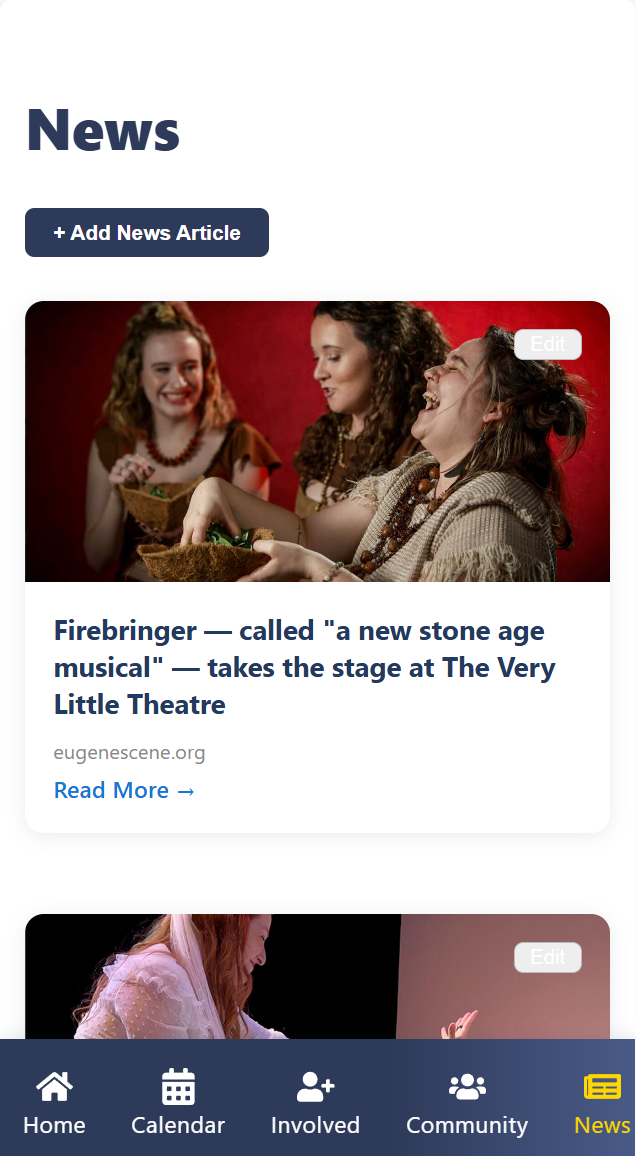 News
+ Add News Article
Edit
Firebringer — called "a new stone age
musical" — takes the stage at The Very
Little Theatre
eugenescene.org
Read More →
Edit
Home
Calendar
Involved
Community
News